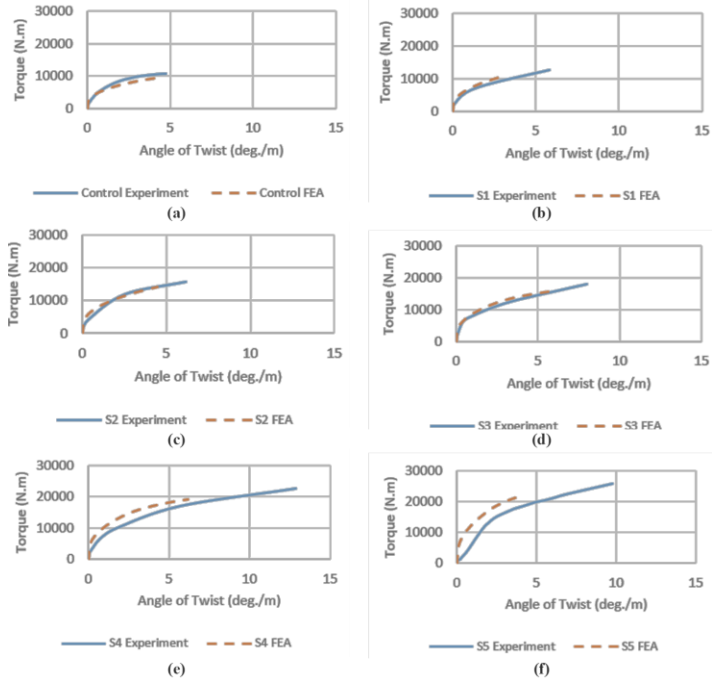 30000
20000
10000
0
Torque (N.m)
0 5 10 15
Angle of Twist (deg./m)
Control Experiment Control FEA
(a)
30000
20000
10000
0
Torque (N.m)
0 5 10 15
Angle of Twist (deg./m)
S1 Experiment S1 FEA
(b)
30000
20000
10000
0
Torque (N.m)
0 5 10 15
Angle of Twist (deg./m)
S2 Experiment S2 FEA
(c)
30000
20000
10000
0
Torque (N.m)
0 5 10 15
Angle of Twist (deg./m)
S3 Experiment S3 FEA
(d)
30000
20000
10000
0
Torque (N.m)
0 5 10 15
Angle of Twist (deg./m)
S4 Experiment S4 FEA
(e)
30000
20000
10000
0
Torque (N.m)
0 5 10 15
Angle of Twist (deg./m)
S5 Experiment S5 FEA
(f)